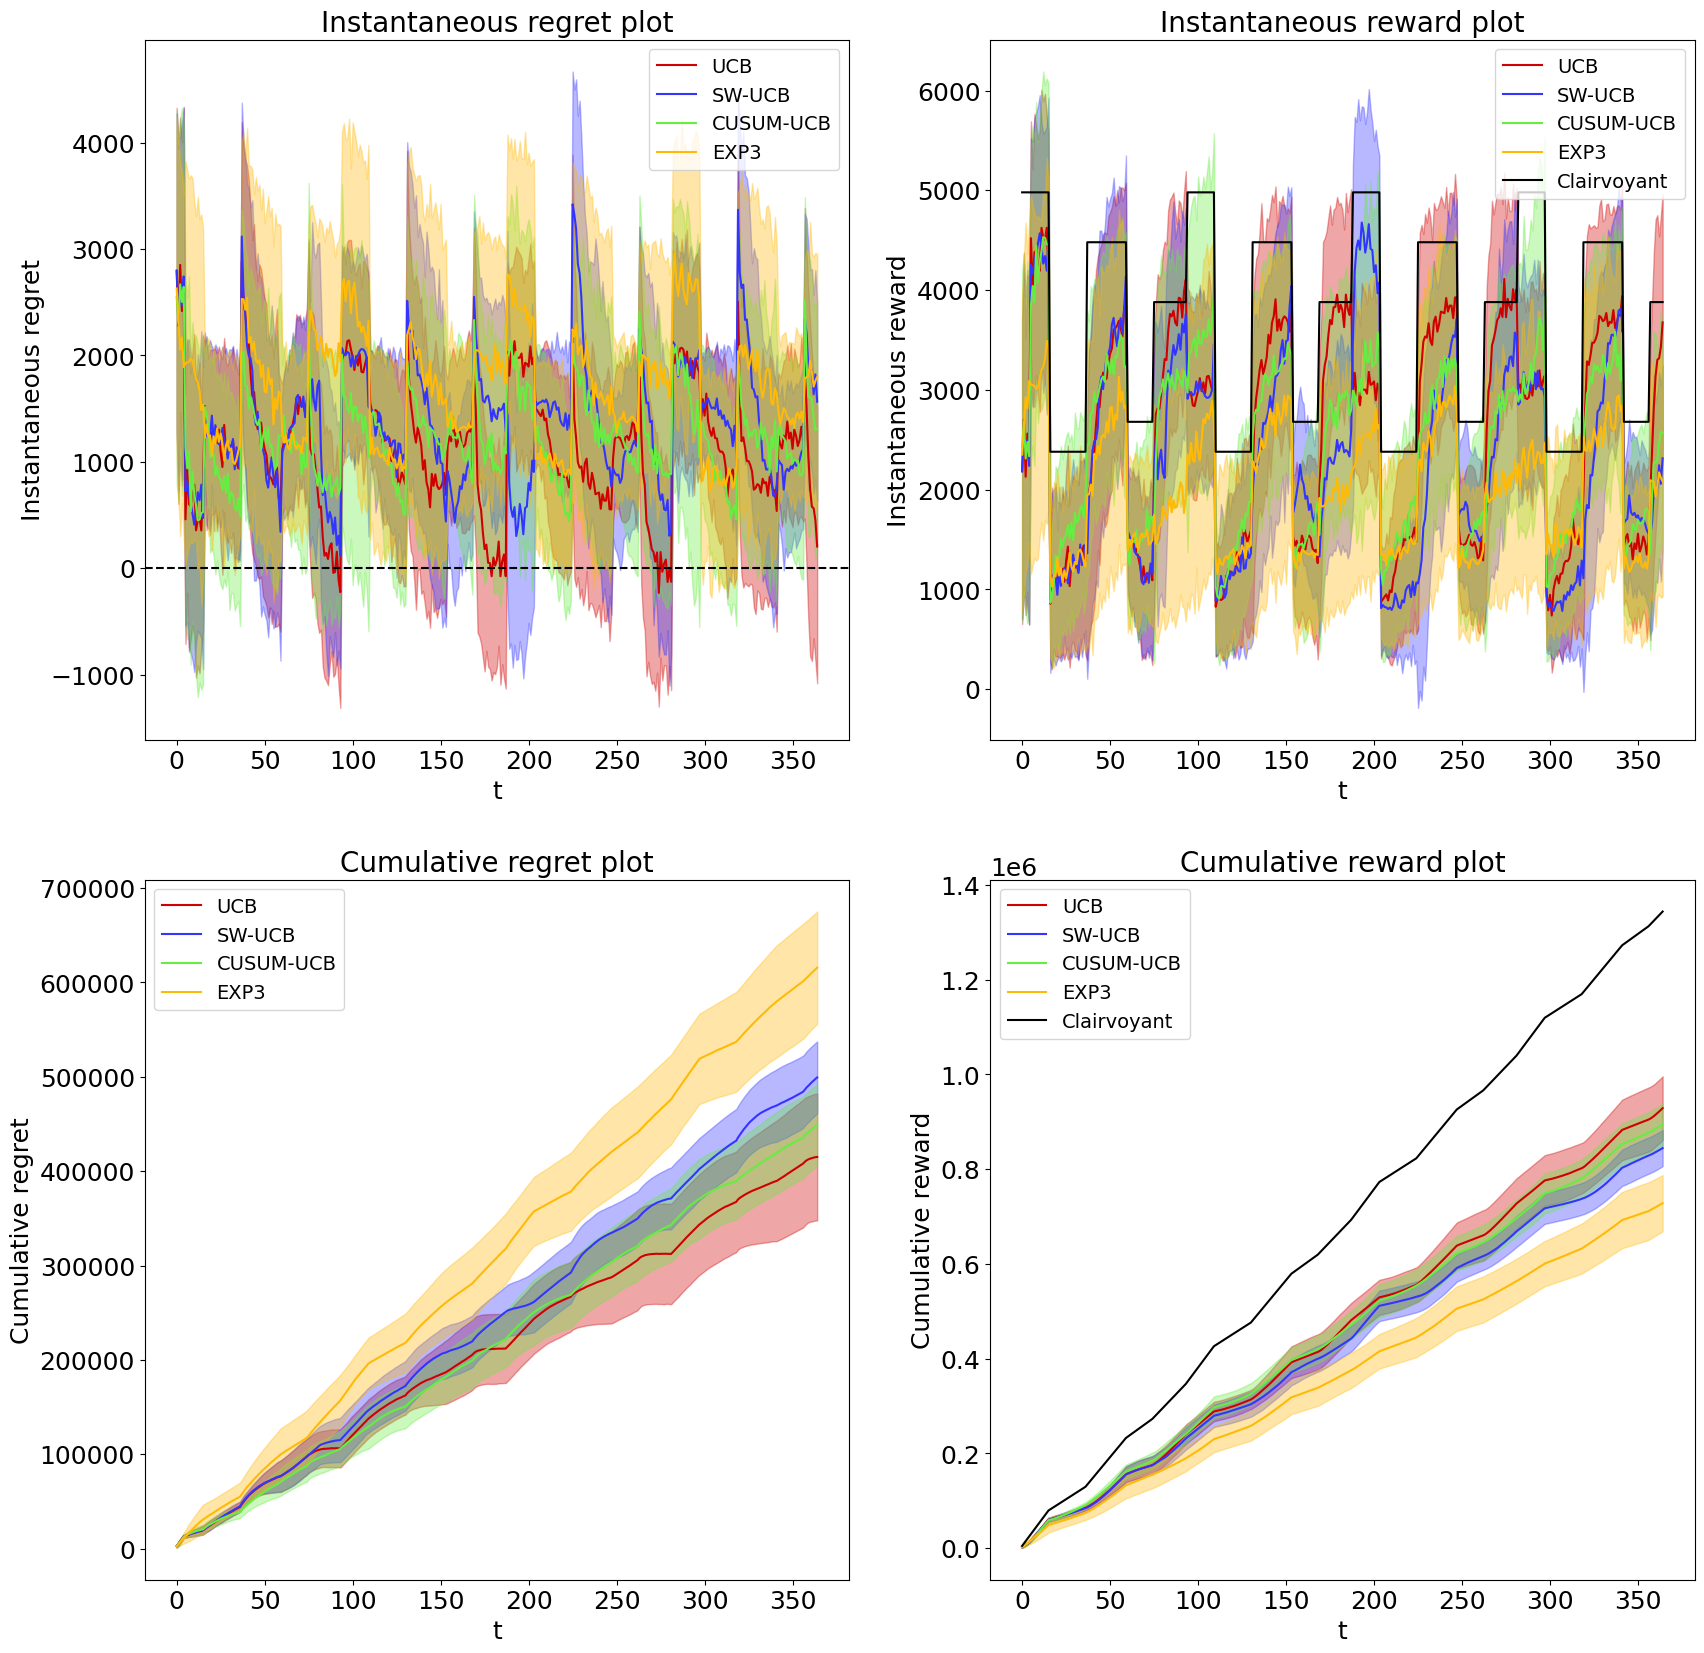 Instantaneous regret plot
Instantaneous regret
4000
3000
2000
1000
0
−1000
0 50 100 150 200 250 300 350
t
UCB
SW-UCB
CUSUM-UCB
EXP3
Instantaneous reward plot
Instantaneous reward
6000
5000
4000
3000
2000
1000
0
0 50 100 150 200 250 300 350
t
UCB
SW-UCB
CUSUM-UCB
EXP3
Clairvoyant
Cumulative regret plot
Cumulative regret
700000
600000
500000
400000
300000
200000
100000
0
0 50 100 150 200 250 300 350
t
UCB
SW-UCB
CUSUM-UCB
EXP3
Cumulative reward plot
1e6
Cumulative reward
1.4
1.2
1.0
0.8
0.6
0.4
0.2
0.0
0 50 100 150 200 250 300 350
t
UCB
SW-UCB
CUSUM-UCB
EXP3
Clairvoyant